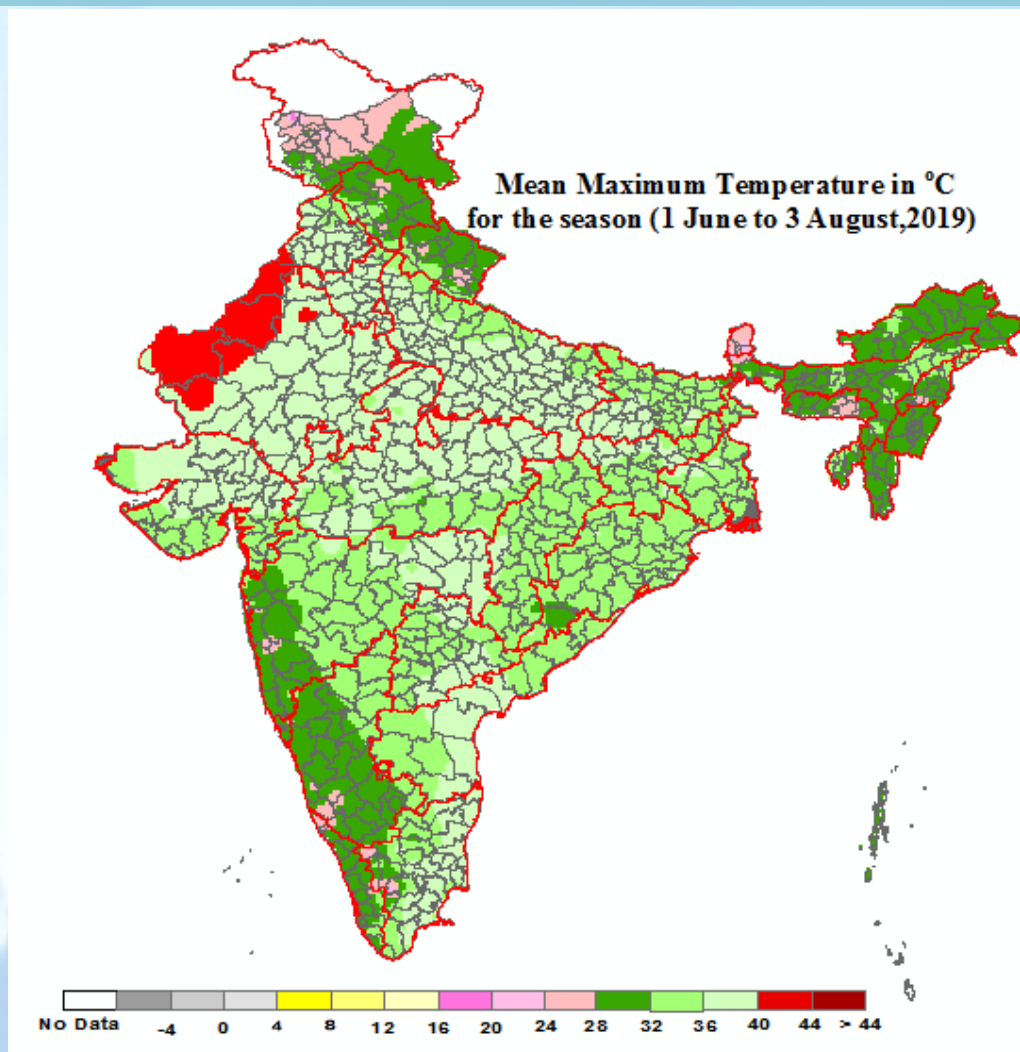 Mean Maximum Temperature in °C
for the season (1 June to 3 August,2019)
No Data -4 0 4 8 12 16 20 24 28 32 36 40 44 > 44